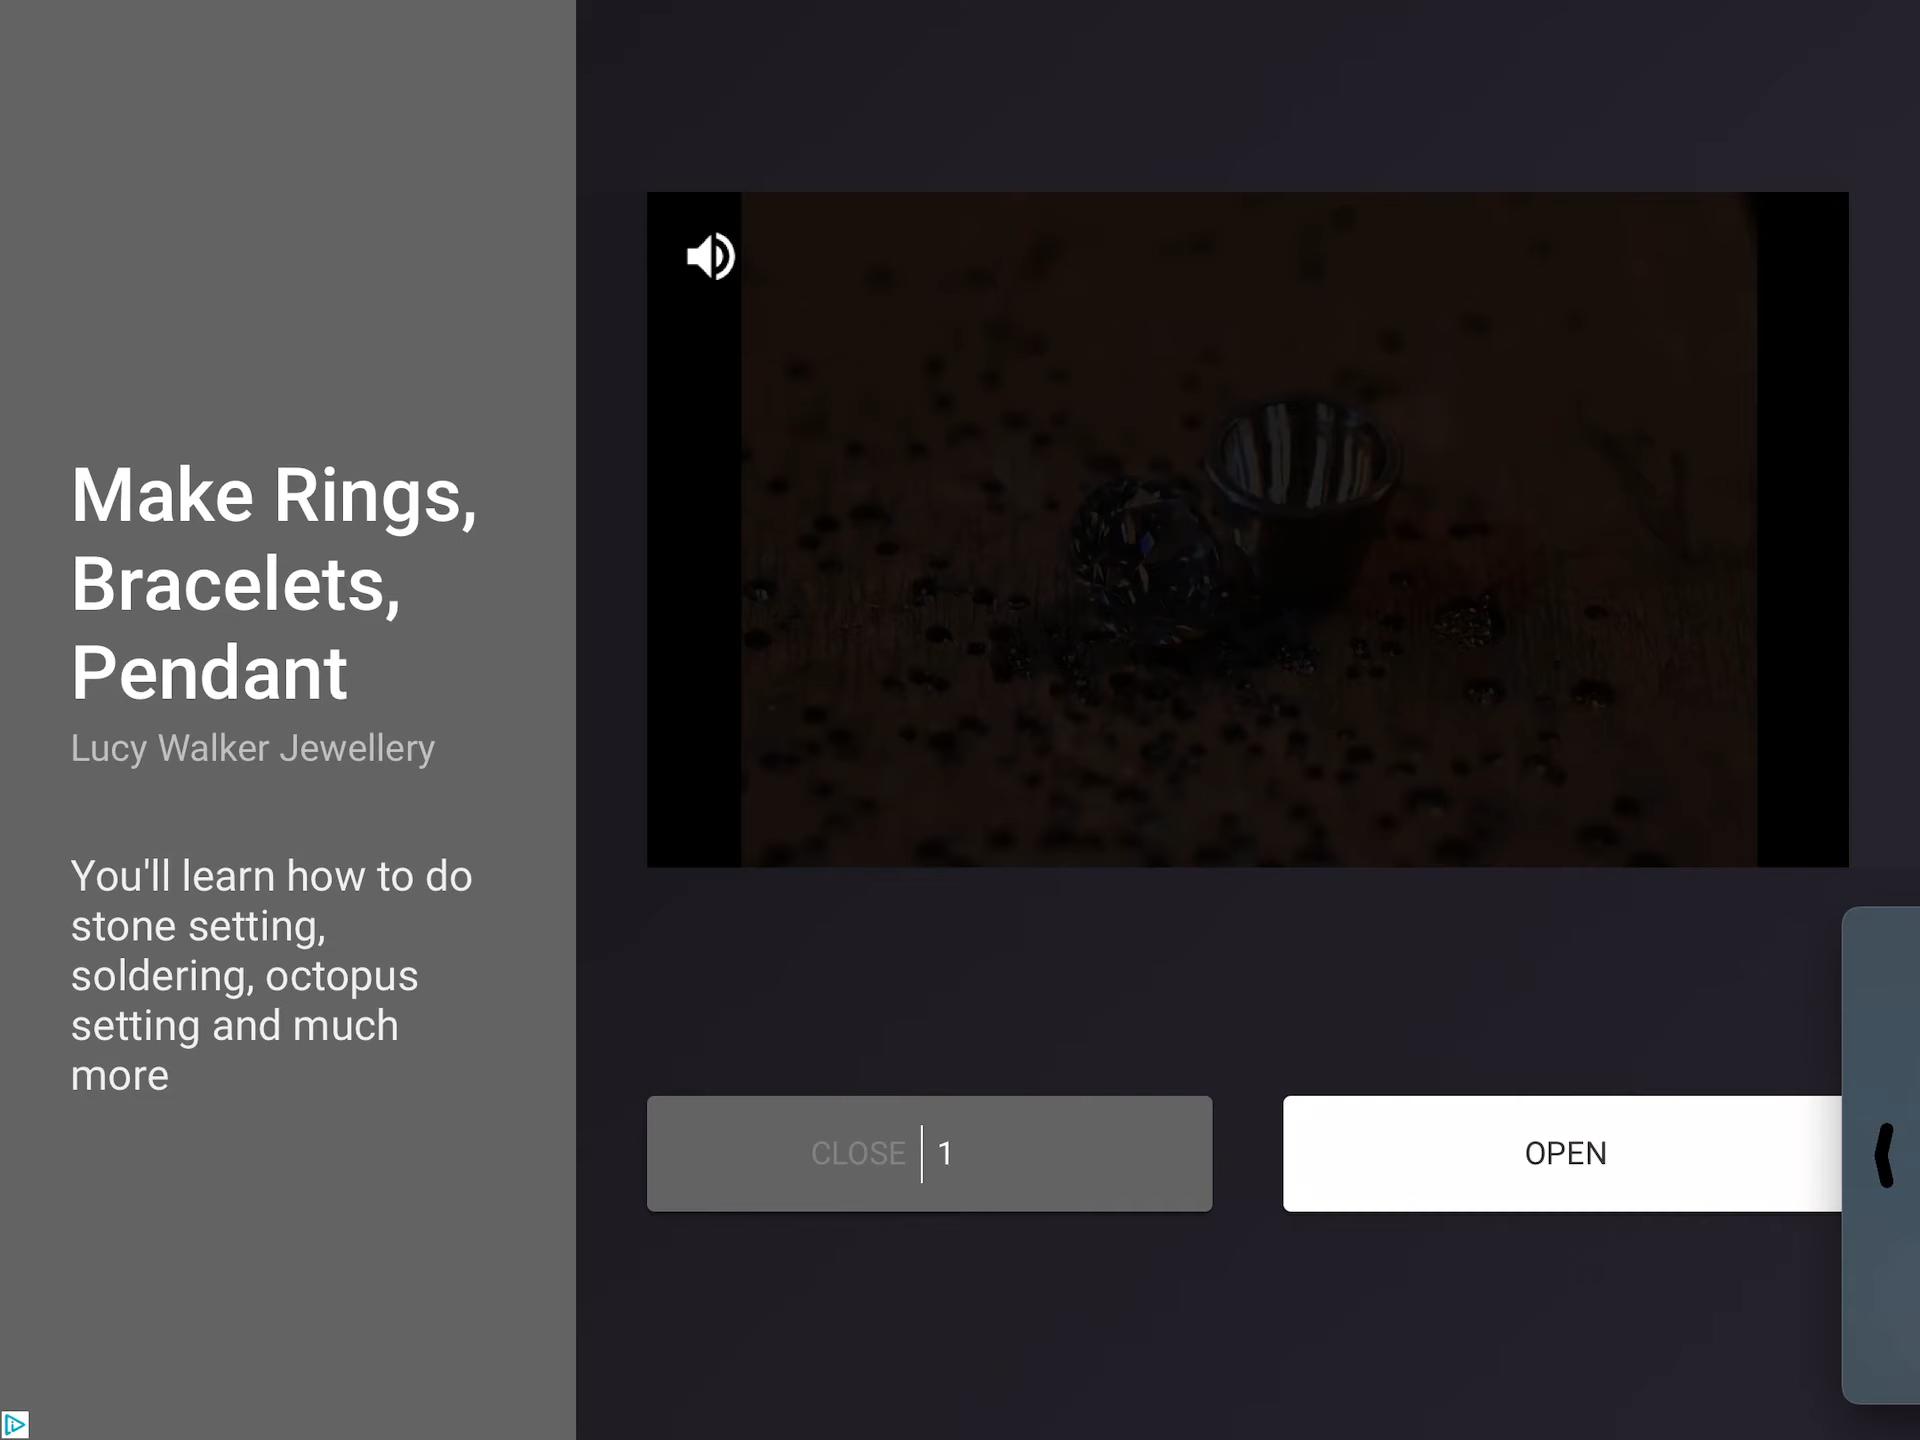 Make Rings,
Bracelets,
Pendant
Lucy Walker Jewellery
You'll learn how to do
stone setting,
soldering, octopus
setting and much
more
CLOSE 1
OPEN